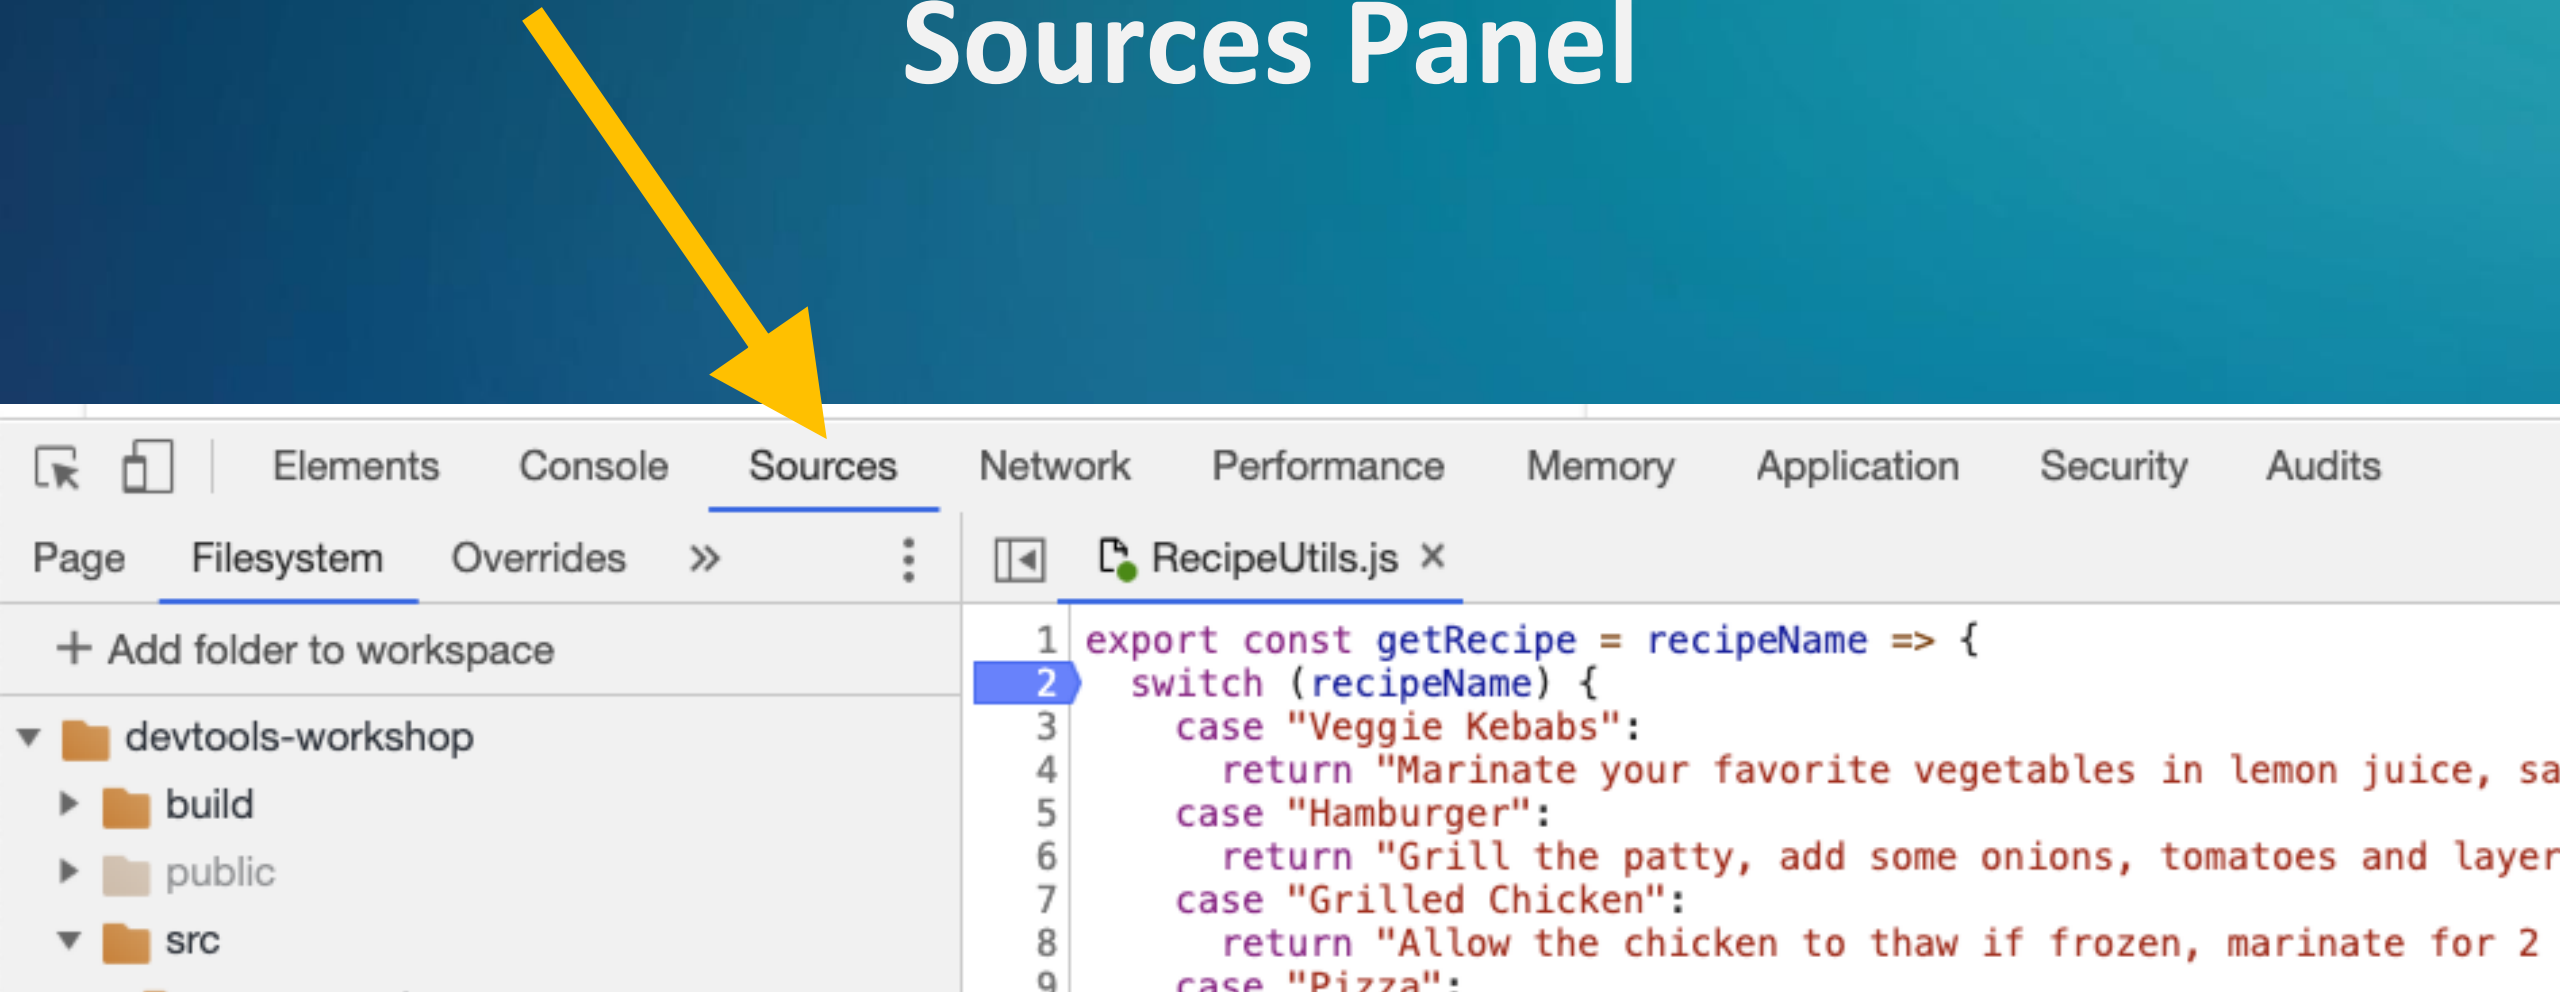 Sources Panel
Elements Console Sources Network Performance Memory Application Security Audits
Page Filesystem Overrides »
RecipeUtils.js ×
+ Add folder to workspace
devtools-workshop
build
public
src
1 export const getRecipe = recipeName => {
2 switch (recipeName) {
3 case "Veggie Kebabs":
4 return "Marinate your favorite vegetables in lemon juice, sa
5 case "Hamburger":
6 return "Grill the patty, add some onions, tomatoes and layer
7 case "Grilled Chicken":
8 return "Allow the chicken to thaw if frozen, marinate for 2
9 case "Pizza":